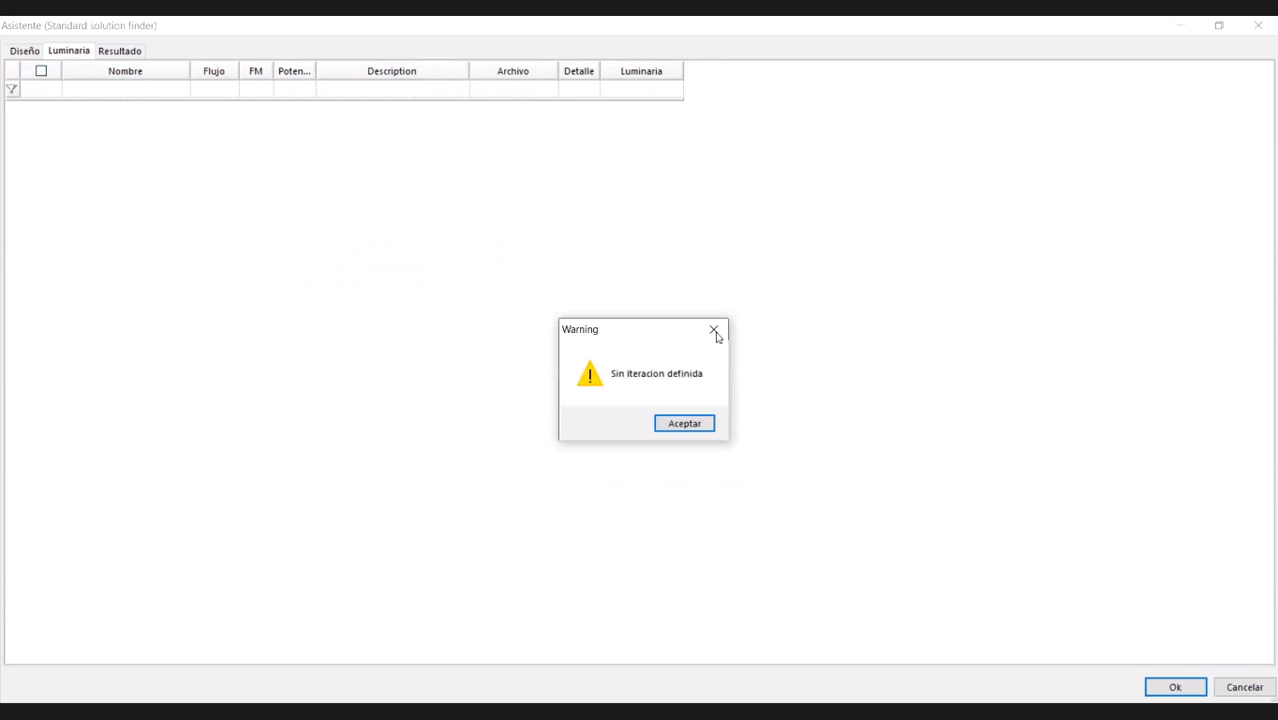 Asistente (Standard solution finder)
Diseño Luminaria Resultado
Nombre Flujo FM Poten... Description Archivo Detalle Luminaria
Warning
Sin iteracion definida
Aceptar
Ok Cancelar